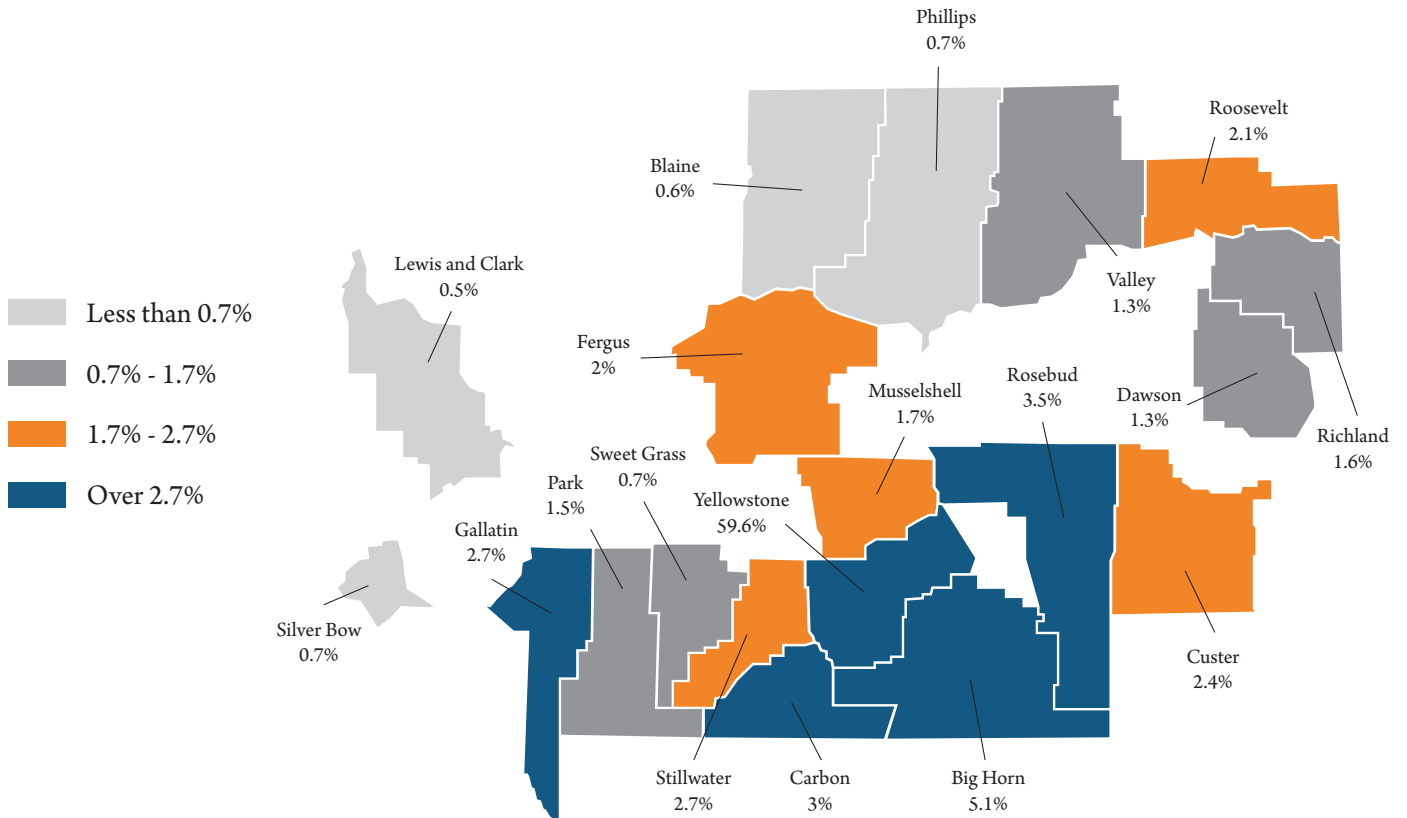 Phillips
0.7%
Roosevelt
2.1%
Blaine
0.6%
Lewis and Clark
0.5%
Valley
1.3%
Less than 0.7%
0.7% - 1.7%
1.7% - 2.7%
Over 2.7%
Fergus
2%
Musselshell
1.7%
Rosebud
3.5%
Dawson
1.3%
Richland
1.6%
Sweet Grass
0.7%
Park
1.5%
Yellowstone
59.6%
Gallatin
2.7%
Silver Bow
0.7%
Custer
2.4%
Stillwater
2.7%
Carbon
3%
Big Horn
5.1%